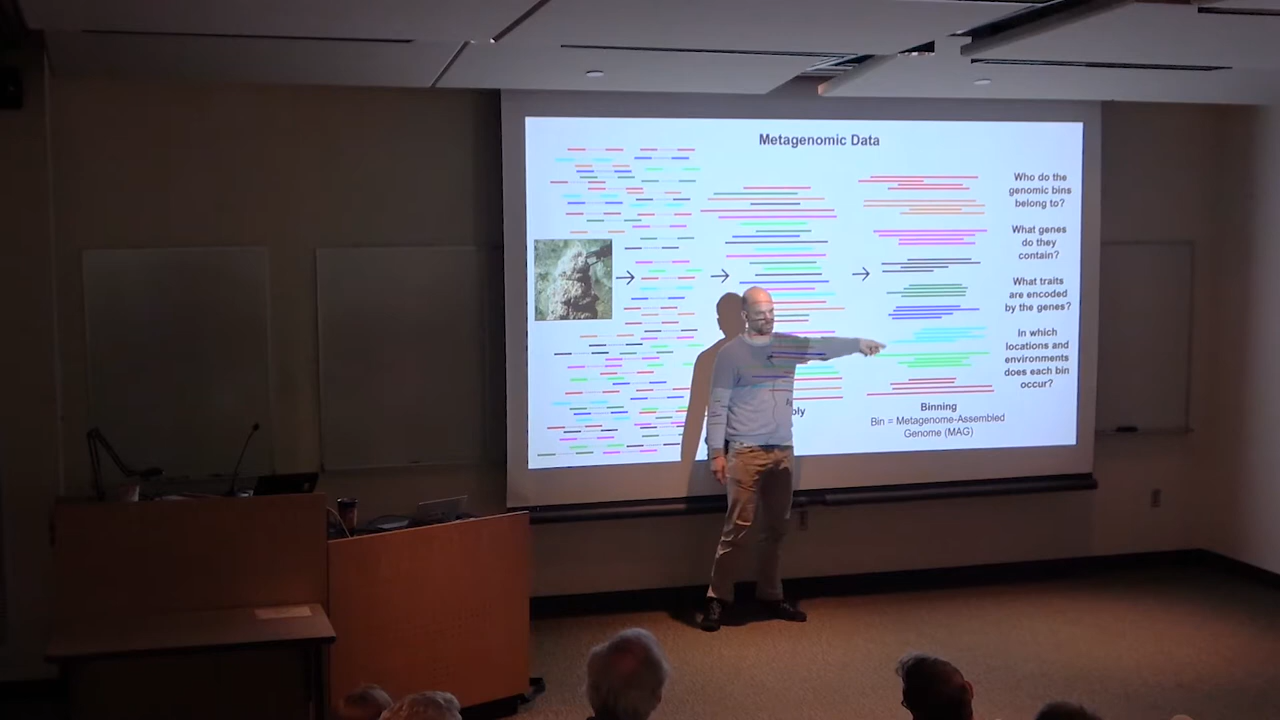 Metagenomic Data
Who do the
genomic bins
belong to?
What genes
do they
contain?
What traits
are encoded
by the genes?
In which
locations and
environments
does each bin
occur?
bly
Binning
Bin = Metagenome-Assembled
Genome (MAG)